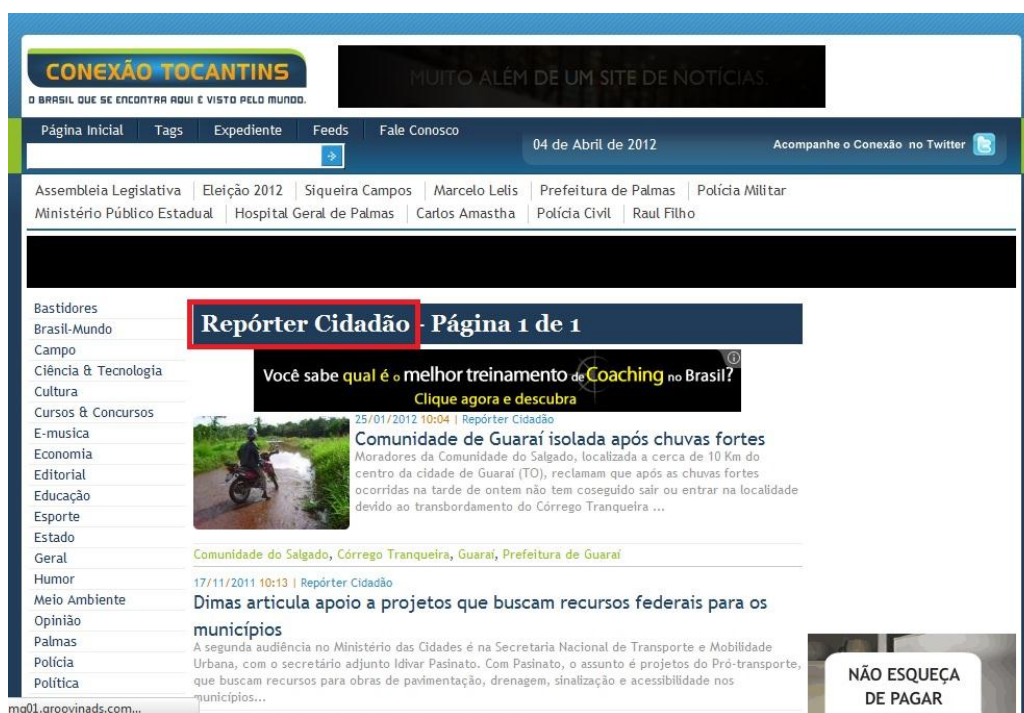 CONEXÃO TOCANTINS
O BRASIL QUE SE ENCONTRA AQUI É VISTO PELO MUNDO.
MUITO ALÉM DE UM SITE DE NOTÍCIAS.
Página Inicial Tags Expediente Feeds Fale Conosco
04 de Abril de 2012
Acompanhe o Conexão no Twitter
Assembleia Legislativa Eleição 2012 Siqueira Campos Marcelo Lelis Prefeitura de Palmas Polícia Militar
Ministério Público Estadual Hospital Geral de Palmas Carlos Amastha Polícia Civil Raul Filho
Bastidores
Brasil-Mundo
Campo
Ciência & Tecnologia
Cultura
Cursos & Concursos
E-musica
Economia
Editorial
Educação
Esporte
Estado
Geral
Humor
Meio Ambiente
Opinião
Palmas
Polícia
Política
Repórter Cidadão - Página 1 de 1
Você sabe qual é o melhor treinamento de Coaching no Brasil?
Clique agora e descubra
25/01/2012 10:04 | Repórter Cidadão
Comunidade de Guaraí isolada após chuvas fortes
Moradores da Comunidade do Salgado, localizada a cerca de 10 Km do
centro da cidade de Guaraí (TO), reclamam que após as chuvas fortes
ocorridas na tarde de ontem não tem coseguido sair ou entrar na localidade
devido ao transbordamento do Córrego Tranqueira ...
Comunidade do Salgado, Córrego Tranqueira, Guaraí, Prefeitura de Guaraí
17/11/2011 10:13 | Repórter Cidadão
Dimas articula apoio a projetos que buscam recursos federais para os
municípios
A segunda audiência no Ministério das Cidades é na Secretaria Nacional de Transporte e Mobilidade
Urbana, com o secretário adjunto Idivar Pasinato. Com Pasinato, o assunto é projetos do Pró-transporte,
que buscam recursos para obras de pavimentação, drenagem, sinalização e acessibilidade nos
municípios...
NÃO ESQUEÇA
DE PAGAR
mg01.groovinads.com...